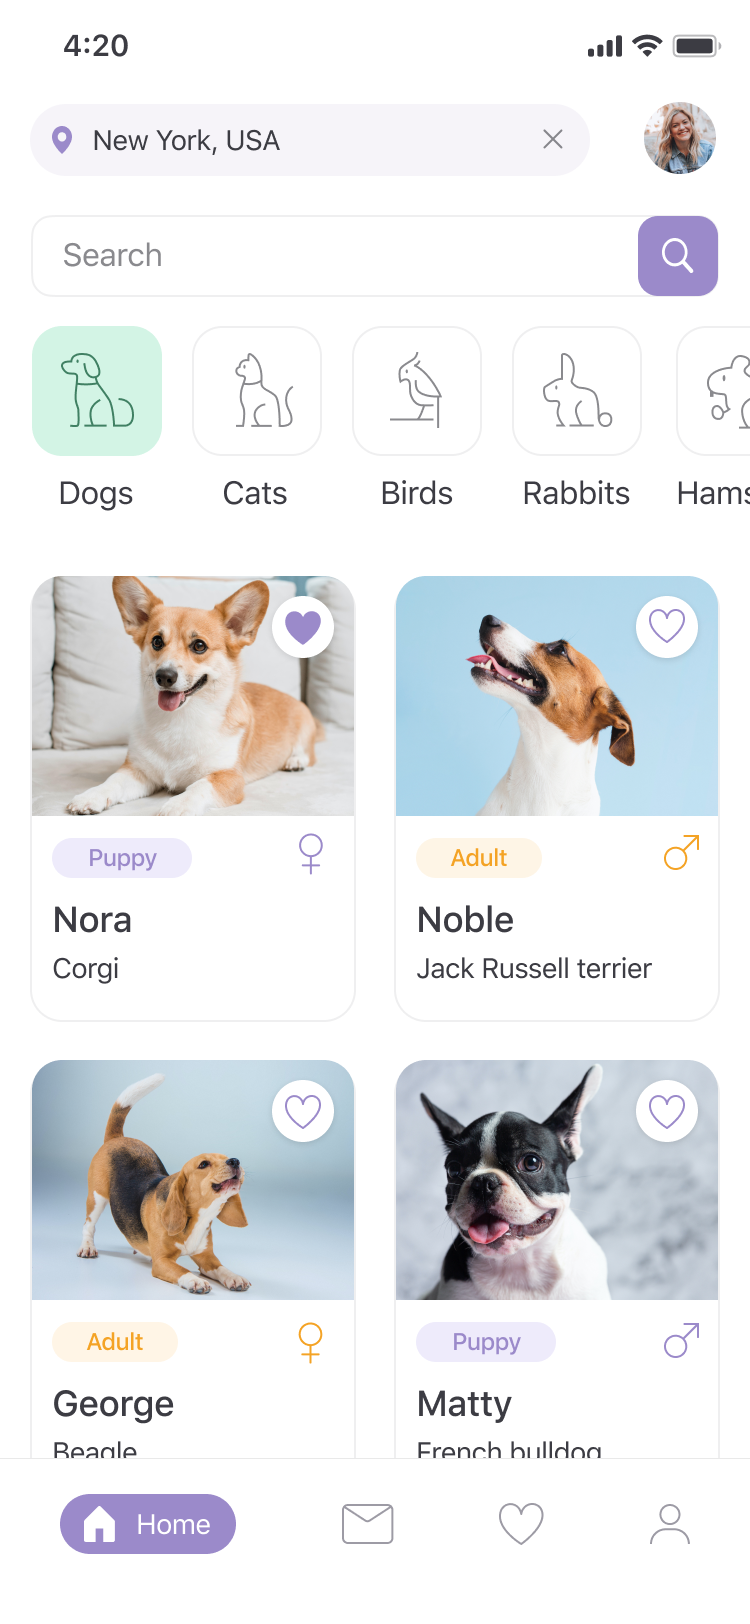 4:20
New York, USA
Search
Dogs
Cats
Birds
Rabbits
Hams
Puppy
Adult
Nora
Noble
Corgi
Jack Russell terrier
Adult
Puppy
George
Matty
Beagle
French bulldog
Home